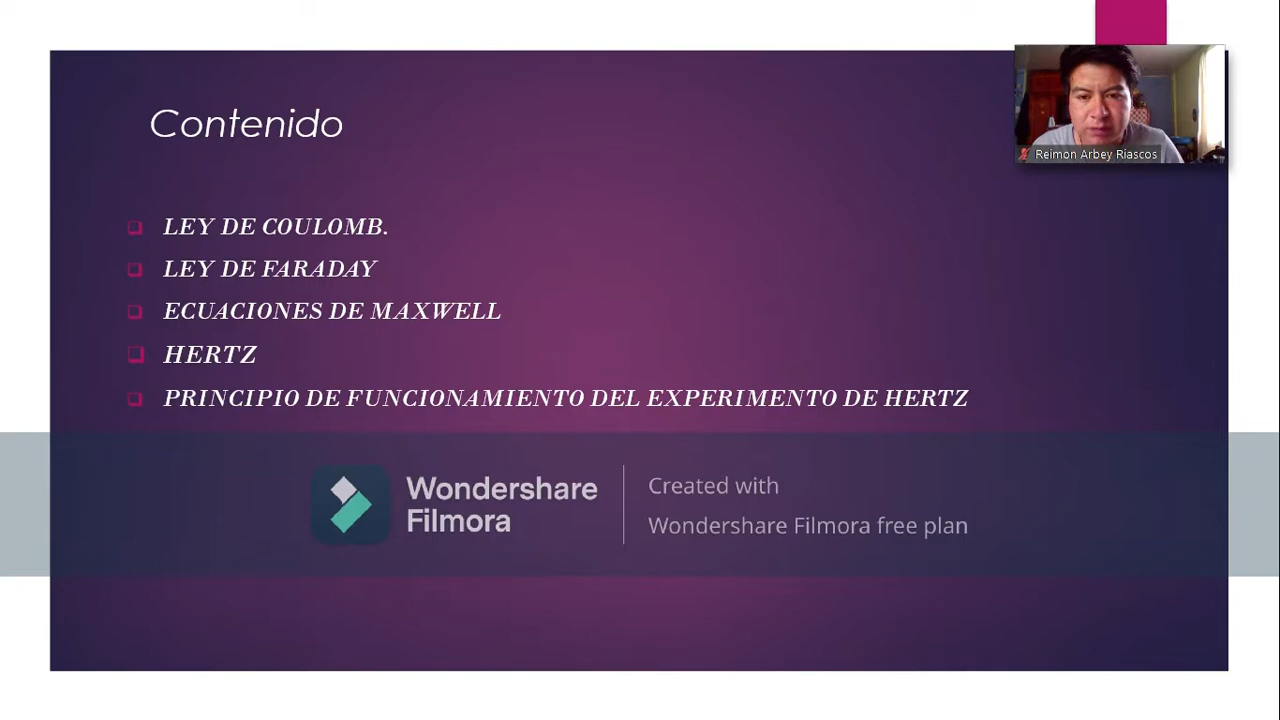 Contenido
Reimon Arbey Riascos
LEY DE COULOMB.
LEY DE FARADAY
ECUACIONES DE MAXWELL
HERTZ
PRINCIPIO DE FUNCIONAMIENTO DEL EXPERIMENTO DE HERTZ
Wondershare
Filmora
Created with
Wondershare Filmora free plan